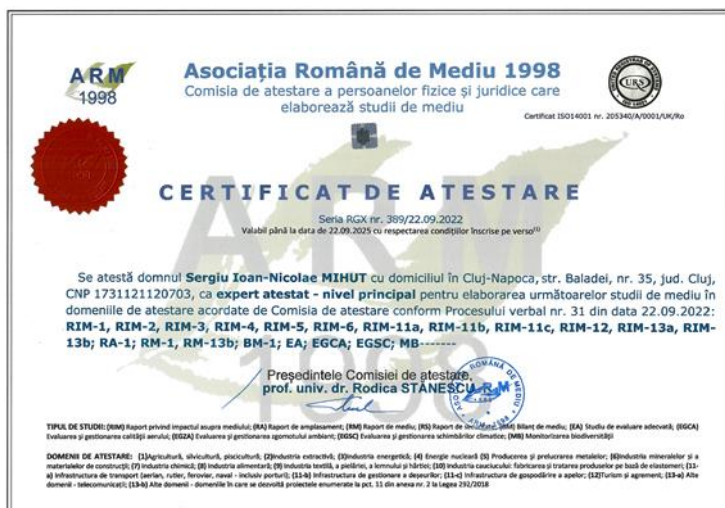 ARM
1998
Asociația Română de Mediu 1998
Comisia de atestare a persoanelor fizice și juridice care
elaborează studii de mediu
URS
Certificat ISO14001 nr. 205340/A/0001/UK/Ro
CERTIFICAT DE ATESTARE
Seria RGX nr. 389/22.09.2022
Valabil până la data de 22.09.2025 cu respectarea condițiilor înscrise pe verso(1)
Se atestă domnul Sergiu Ioan-Nicolae MIHUT cu domiciliul în Cluj-Napoca, str. Baladei, nr. 35, jud. Cluj,
CNP 1731121120703, ca expert atestat - nivel principal pentru elaborarea următoarelor studii de mediu în
domeniile de atestare acordate de Comisia de atestare conform Procesului verbal nr. 31 din data 22.09.2022:
RIM-1, RIM-2, RIM-3, RIM-4, RIM-5, RIM-6, RIM-11a, RIM-11b, RIM-11c, RIM-12, RIM-13a, RIM-
13b; RA-1; RM-1, RM-13b; BM-1; EA; EGCA; EGSC; MB-------
Președintele Comisiei de atestare,
prof. univ. dr. Rodica STĂNESCU
TIPUL DE STUDII: (RIM) Raport privind impactul asupra mediului; (RA) Raport de amplasament; (RM) Raport de mediu; (RS) Raport de (BM) Bilanț de mediu; (EA) Studiu de evaluare adecvată; (EGCA)
Evaluarea și gestionarea calității aerului; (EGZA) Evaluarea și gestionarea zgomotului ambiant; (EGSC) Evaluarea și gestionarea schimbărilor climatice; (MB) Monitorizarea biodiversității
DOMENII DE ATESTARE: (1)Agricultură, silvicultură, piscicultură; (2)Industria extractivă; (3)Industria energetică; (4) Energie nucleară (5) Producerea și prelucrarea metalelor; (6)Industria mineralelor și a
materialelor de construcții; (7) Industria chimică; (8) Industria alimentară; (9) Industria textilă, a pielăriei, a lemnului și hârtiei; (10) Industria cauciucului: fabricarea și tratarea produselor pe bază de elastomeri; (11-
a) Infrastructura de transport (aerian, rutier, feroviar, naval - inclusiv porturi); (11-b) Infrastructura de gestionare a deșeurilor; (11-c) Infrastructura de gospodărire a apelor; (12)Turism și agrement; (13-a) Alte
domenii - telecomunicații; (13-b) Alte domenii - domeniile în care se dezvoltă proiectele enumerate la pct. 11 din anexa nr. 2 la Legea 292/2018